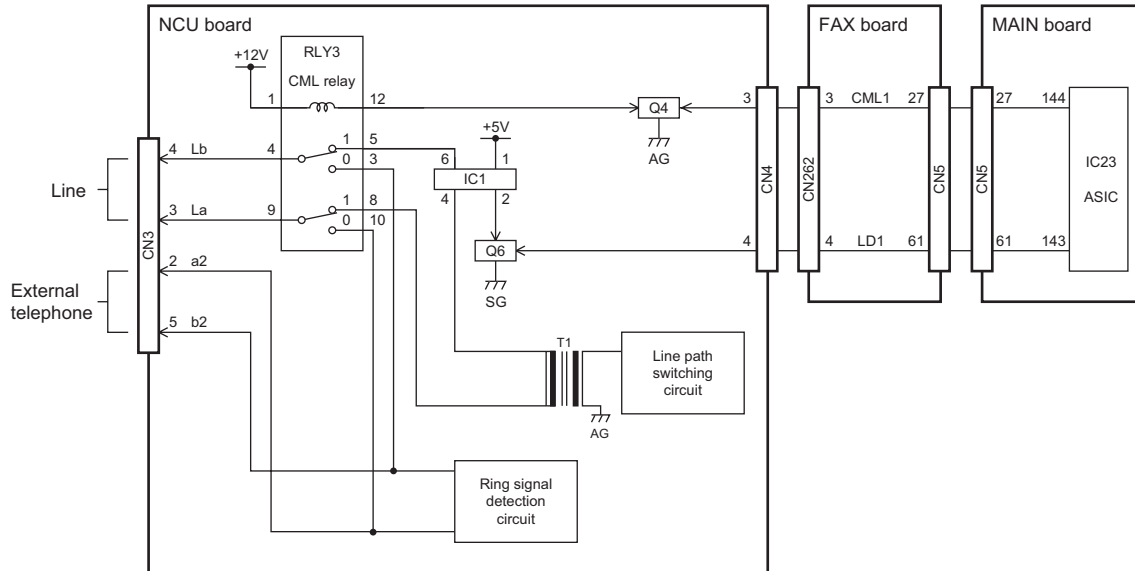 NCU board
FAX board
MAIN board
+12V
RLY3
CML relay
1
12
Q4
AG
3
CN4
3
CN262
CML1
27
CN5
27
CN5
144
IC23
ASIC
+5V
Line
4
Lb
4
1
5
0
3
6
1
IC1
4
2
3
La
9
1
8
0
10
CN3
Q6
SG
4
4
LD1
61
61
143
External
telephone
2
a2
5
b2
T1
AG
Line path
switching
circuit
Ring signal
detection
circuit